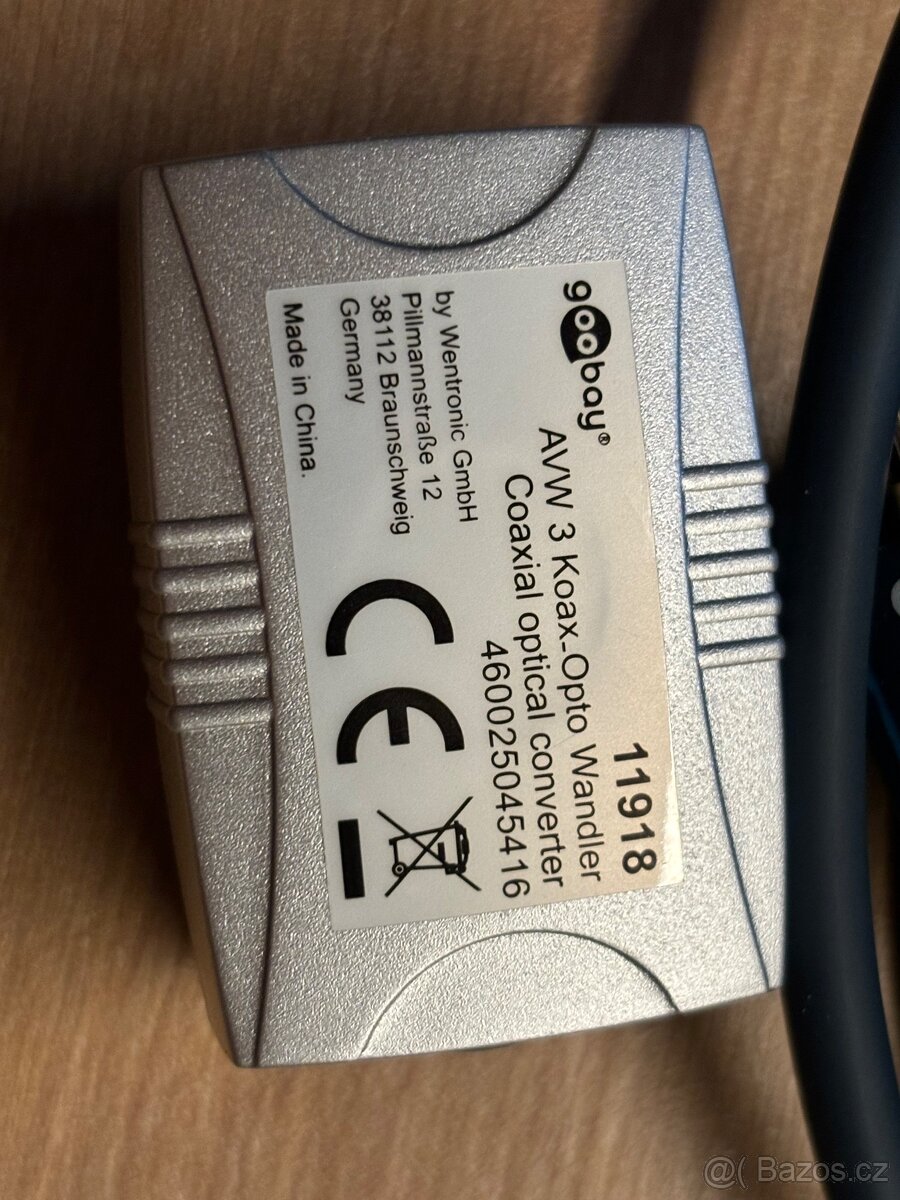 goobay®
11918
AVW 3 Koax-Opto Wandler
Coaxial optical converter
460025045416
by Wentronic GmbH
Pillmannstraße 12
38112 Braunschweig
Germany
Made in China.
CE
@( Bazos.cz